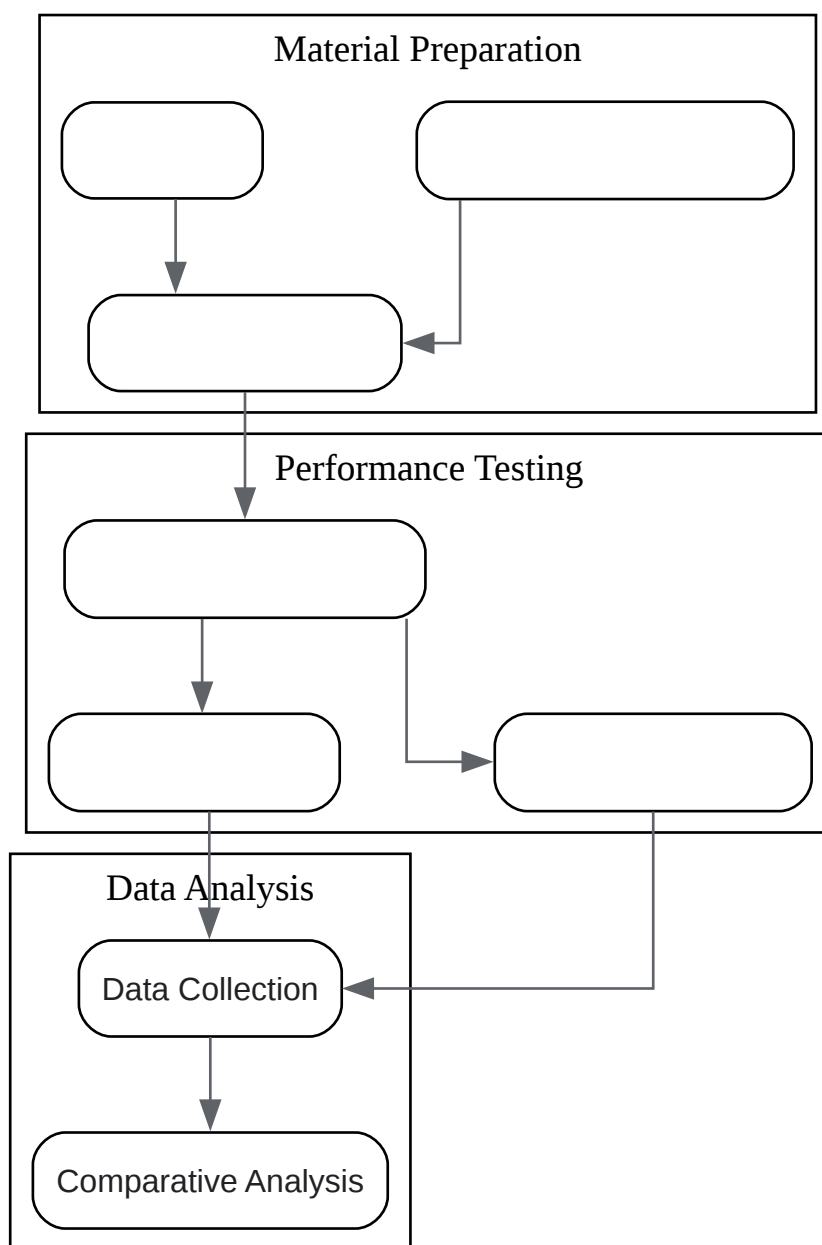 Material Preparation
Performance Testing
Data Analysis
Data Collection
Comparative Analysis